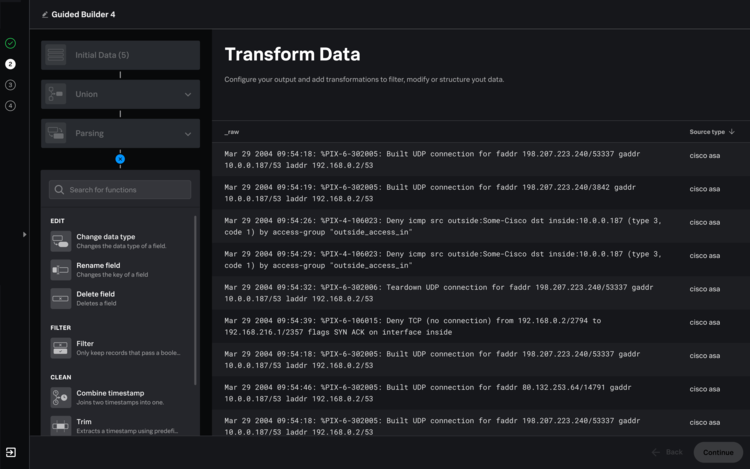 Guided Builder 4
2
3
4
Initial Data (5)
Union
Parsing
Search for functions
EDIT
Change data type
Changes the data type of a field.
Rename field
Changes the key of a field
Delete field
Deletes a field
FILTER
Filter
Only keep records that pass a boole...
CLEAN
Combine timestamp
Joins two timestamps into one.
Trim
Extracts a timestamp using predefi...
Transform Data
Configure your output and add transformations to filter, modify or structure yout data.
_raw Source type
Mar 29 2004 09:54:18: %PIX-6-302005: Built UDP connection for faddr 198.207.223.240/53337 gaddr
10.0.0.187/53 laddr 192.168.0.2/53
cisco asa
Mar 29 2004 09:54:19: %PIX-6-302005: Built UDP connection for faddr 198.207.223.240/3842 gaddr
10.0.0.187/53 laddr 192.168.0.2/53
cisco asa
Mar 29 2004 09:54:26: %PIX-4-106023: Deny icmp src outside:Some-Cisco dst inside:10.0.0.187 (type 3,
code 1) by access-group "outside_access_in"
cisco asa
Mar 29 2004 09:54:29: %PIX-4-106023: Deny icmp src outside:Some-Cisco dst inside:10.0.0.187 (type 3,
code 1) by access-group "outside_access_in"
cisco asa
Mar 29 2004 09:54:32: %PIX-6-302006: Teardown UDP connection for faddr 198.207.223.240/53337 gaddr
10.0.0.187/53 laddr 192.168.0.2/53
cisco asa
Mar 29 2004 09:54:39: %PIX-6-106015: Deny TCP (no connection) from 192.168.0.2/2794 to
192.168.216.1/2357 flags SYN ACK on interface inside
cisco asa
Mar 29 2004 09:54:18: %PIX-6-302005: Built UDP connection for faddr 198.207.223.240/53337 gaddr
10.0.0.187/53 laddr 192.168.0.2/53
cisco asa
Mar 29 2004 09:54:46: %PIX-6-302005: Built UDP connection for faddr 80.132.253.64/14791 gaddr
10.0.0.187/53 laddr 192.168.0.2/53
cisco asa
Mar 29 2004 09:54:18: %PIX-6-302005: Built UDP connection for faddr 198.207.223.240/53337 gaddr
10.0.0.187/53 laddr 192.168.0.2/53
cisco asa
Back
Continue